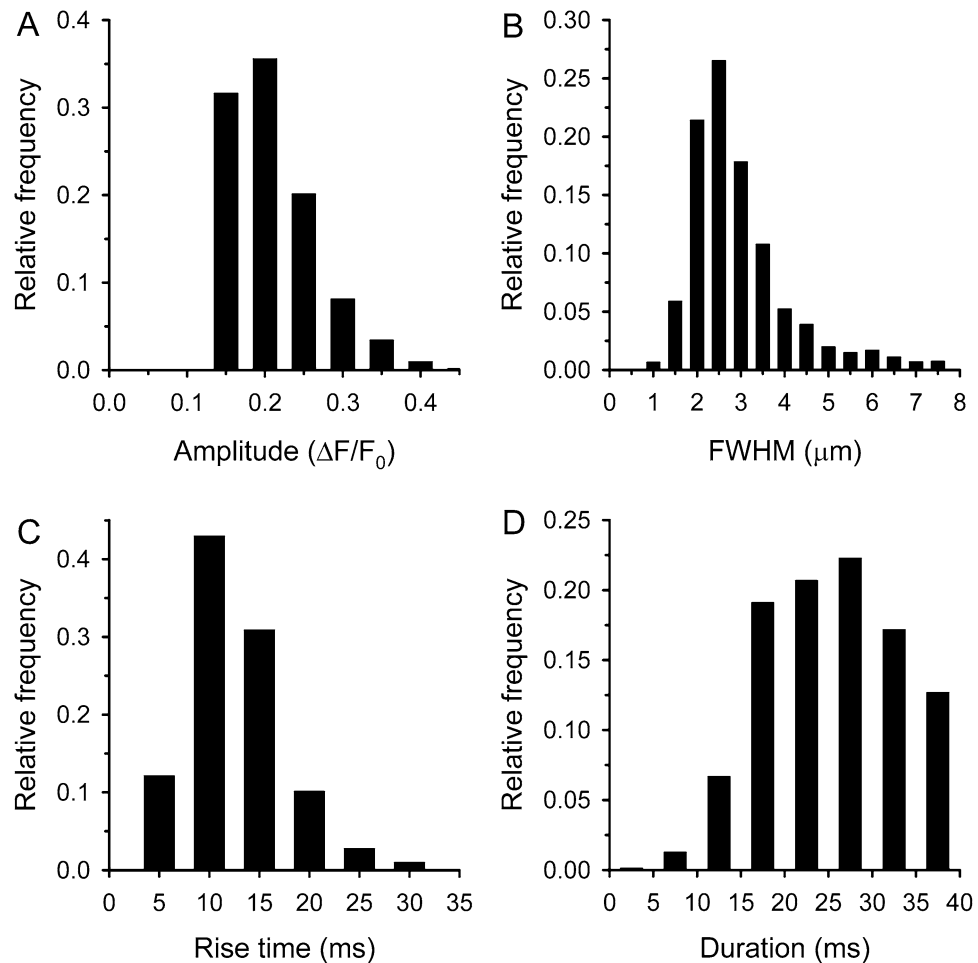 A
0.4
0.3
0.2
0.1
0.0
Relative frequency
0.0 0.1 0.2 0.3 0.4
Amplitude (ΔF/F0)
B
0.30
0.25
0.20
0.15
0.10
0.05
0.00
Relative frequency
0 1 2 3 4 5 6 7 8
FWHM (μm)
C
0.4
0.3
0.2
0.1
0.0
Relative frequency
0 5 10 15 20 25 30 35
Rise time (ms)
D
0.25
0.20
0.15
0.10
0.05
0.00
Relative frequency
0 5 10 15 20 25 30 35 40
Duration (ms)